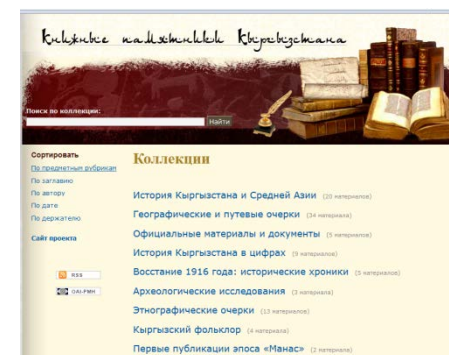 Книжные памятники Кыргызстана
Поиск по коллекции:
Найти
Сортировать
По предметным рубрикам
По заглавию
По автору
По дате
По держателю
Сайт проекта
RSS
OAI-PMH
Коллекции
История Кыргызстана и Средней Азии (20 материалов)
Географические и путевые очерки (34 материала)
Официальные материалы и документы (5 материалов)
История Кыргызстана в цифрах (9 материалов)
Восстание 1916 года: исторические хроники (5 материалов)
Археологические исследования (3 материала)
Этнографические очерки (13 материалов)
Кыргызский фольклор (4 материала)
Первые публикации эпоса «Манас» (2 материала)